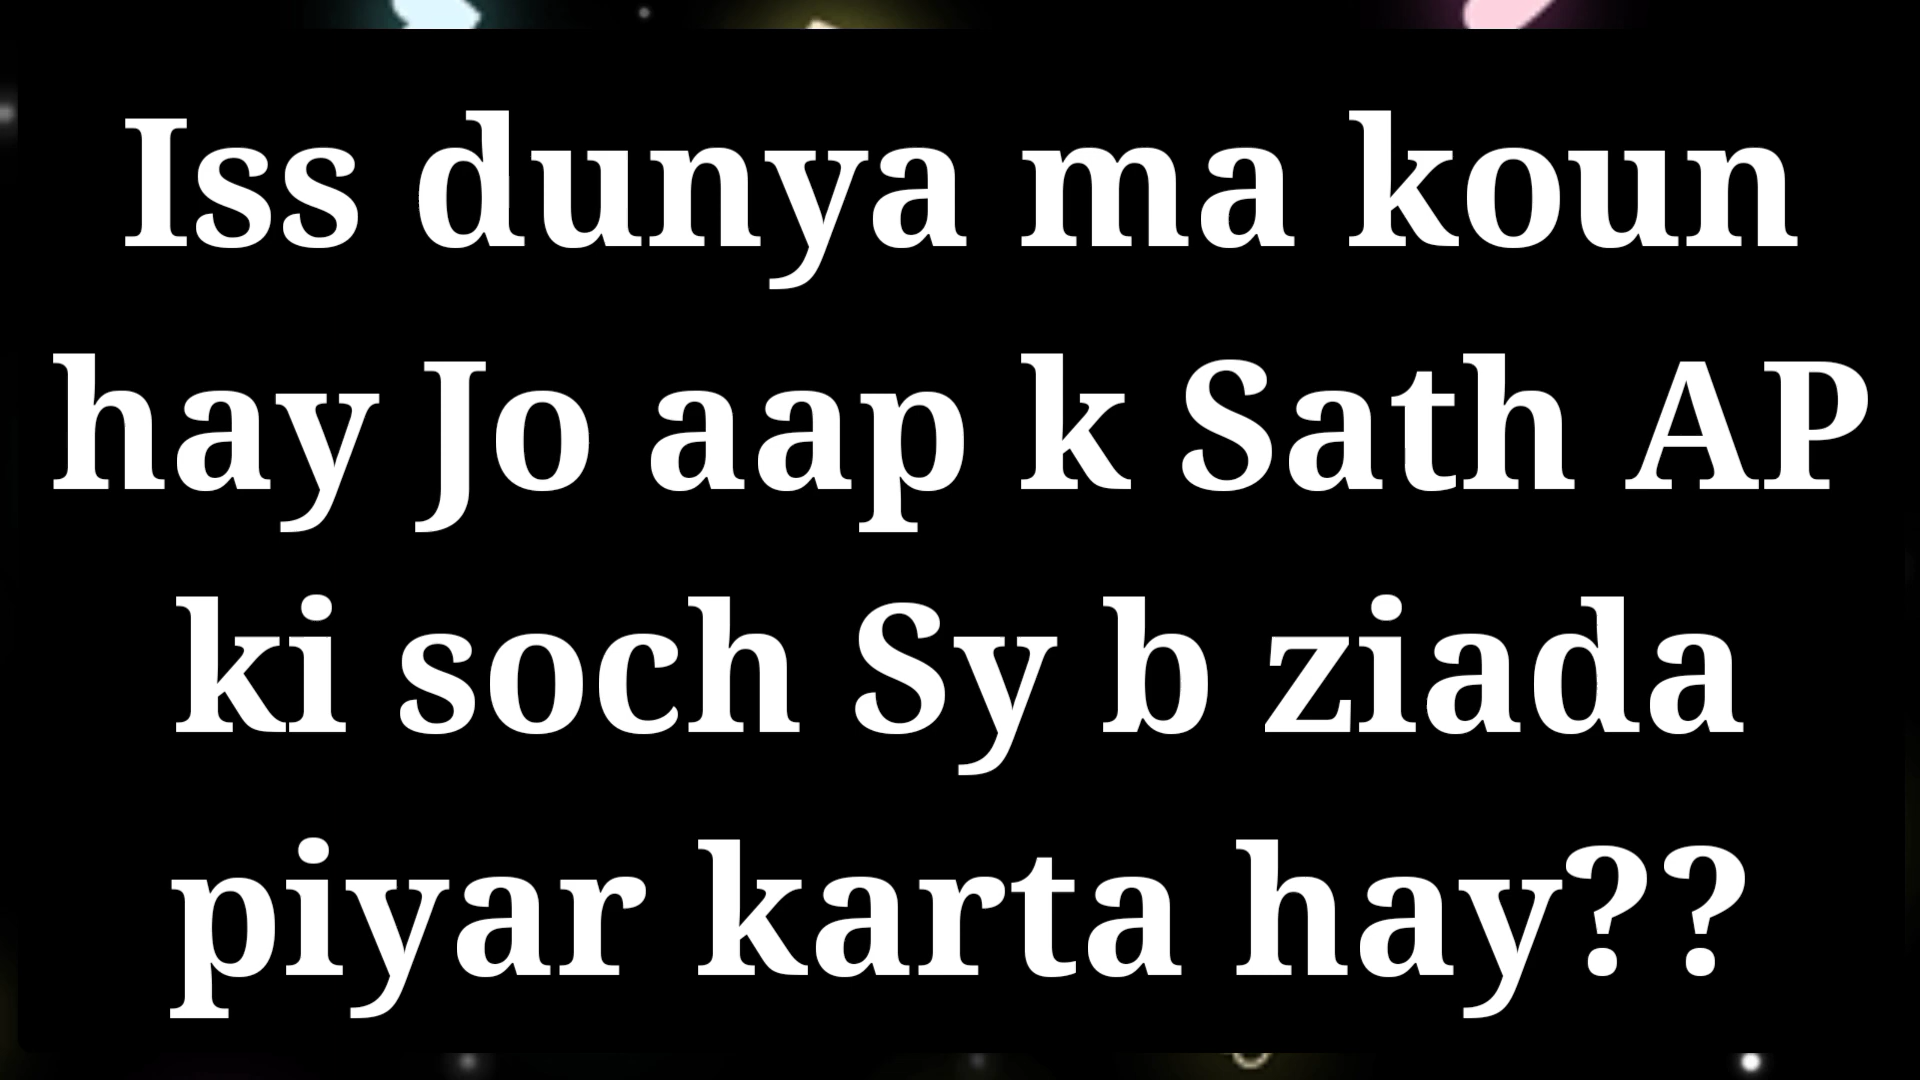 Iss dunya ma koun
hay Jo aap k Sath AP
ki soch Sy b ziada
piyar karta hay??